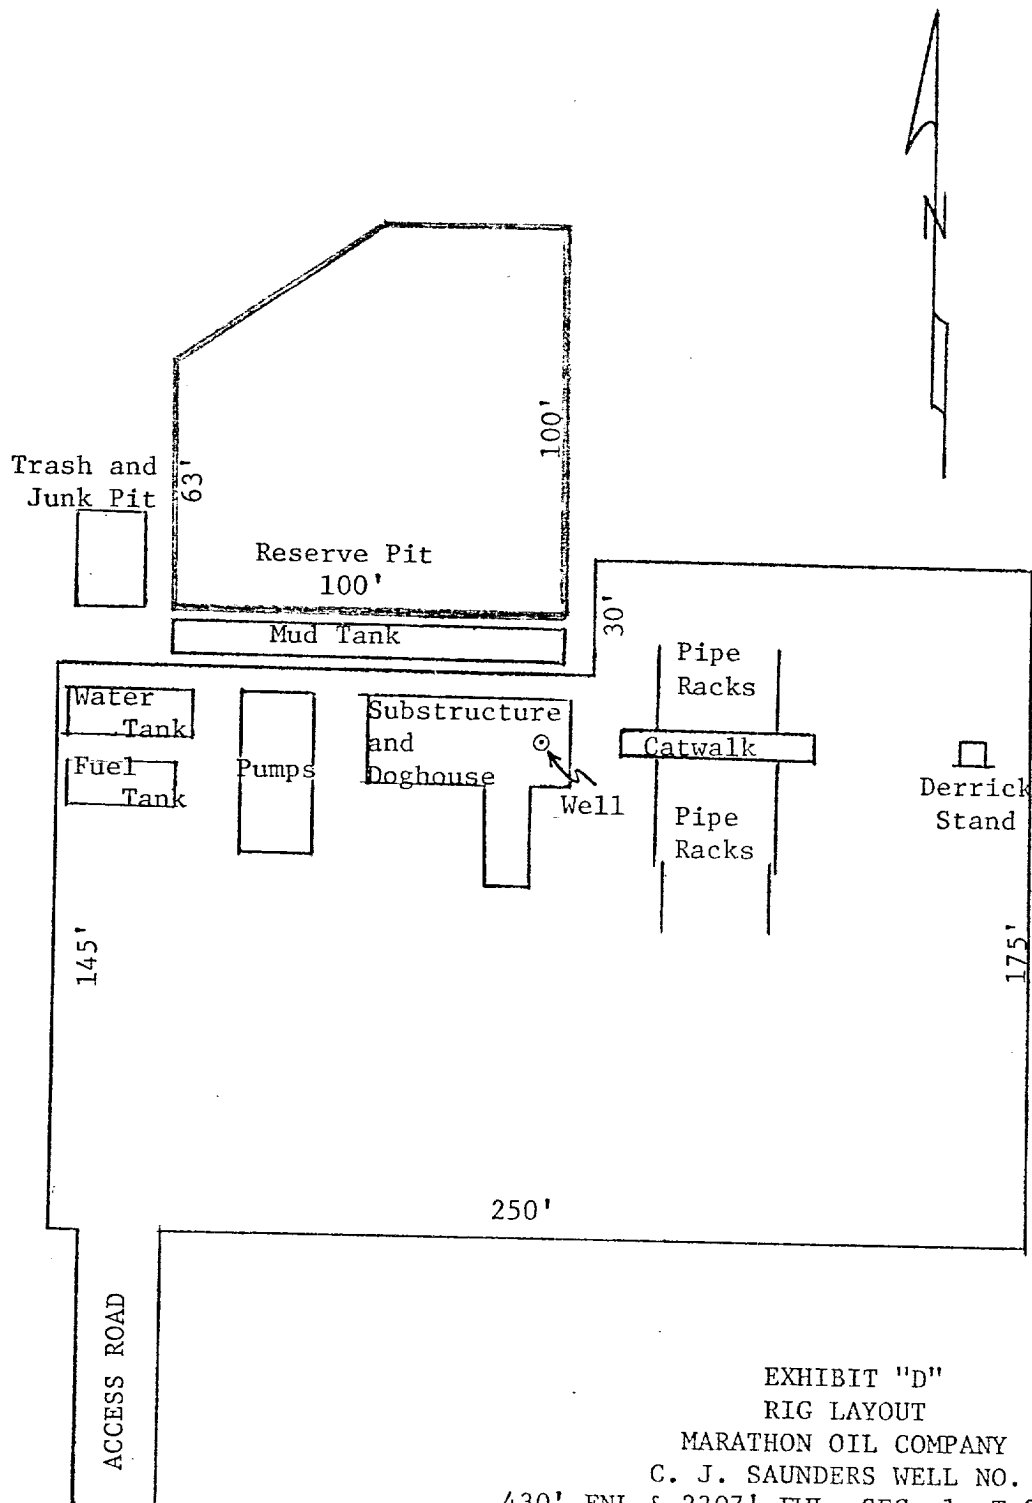 N
100'
63'
Trash and
Junk Pit
Reserve Pit
100'
30'
Mud Tank
Pipe
Racks
Water
Tank
Substructure
and
Doghouse
Catwalk
Fuel
Tank
Pumps
Well
Derrick
Stand
Pipe
Racks
145'
175'
250'
ACCESS ROAD
EXHIBIT "D"
RIG LAYOUT
MARATHON OIL COMPANY
C. J. SAUNDERS WELL NO.